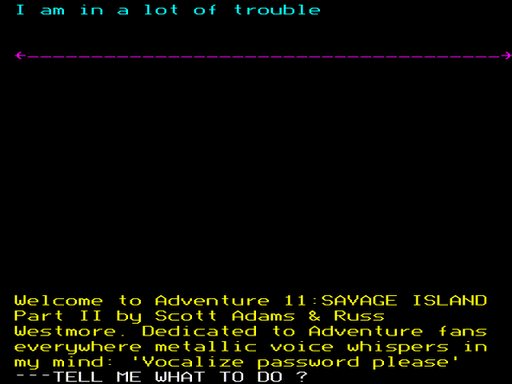 I am in a lot of trouble
Welcome to Adventure 11:SAVAGE ISLAND
Part II by Scott Adams & Russ
Westmore. Dedicated to Adventure fans
everywhere metallic voice whispers in
my mind: 'Vocalize password please'
---TELL ME WHAT TO DO ?